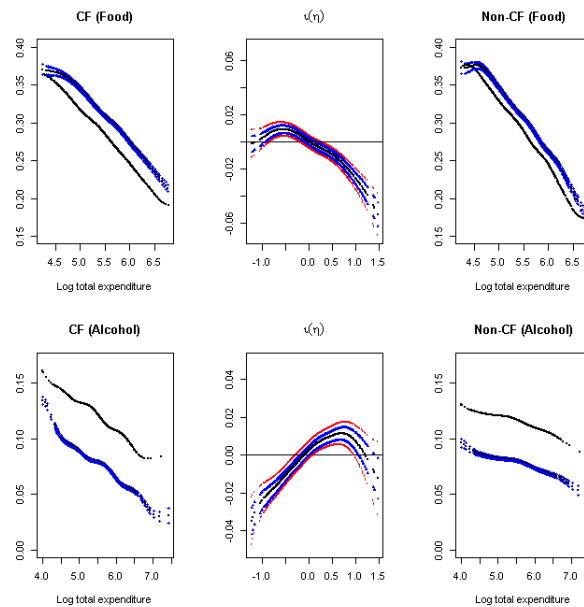 CF (Food)
0.40
0.35
0.30
0.25
0.20
0.15
4.5 5.0 5.5 6.0 6.5
Log total expenditure
ι(η)
0.06
0.02
-0.02
-0.06
-1.0 0.0 0.5 1.0 1.5
Non-CF (Food)
0.40
0.35
0.30
0.25
0.20
0.15
4.5 5.0 5.5 6.0 6.5
Log total expenditure
CF (Alcohol)
0.15
0.10
0.05
0.00
4.0 5.0 6.0 7.0
Log total expenditure
ι(η)
0.04
0.02
0.00
-0.02
-0.04
-1.0 0.0 0.5 1.0 1.5
Non-CF (Alcohol)
0.15
0.10
0.05
0.00
4.0 5.0 6.0 7.0
Log total expenditure